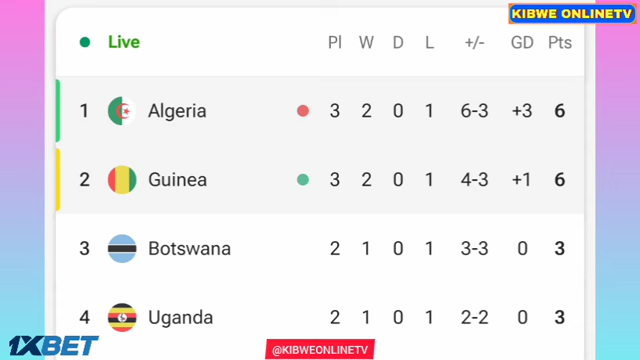 KIBWE ONLINETV
Live Pl W D L +/- GD Pts
1 Algeria 3 2 0 1 6-3 +3 6
2 Guinea 3 2 0 1 4-3 +1 6
3 Botswana 2 1 0 1 3-3 0 3
4 Uganda 2 1 0 1 2-2 0 3
1XBET
@KIBWEONLINETV